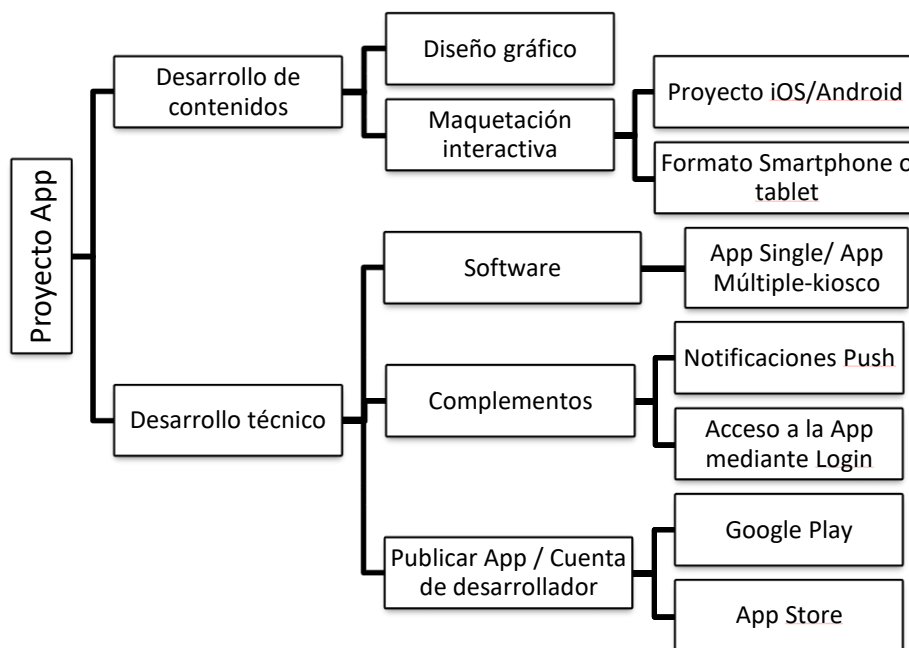 Proyecto App
Desarrollo de
contenidos
Diseño gráfico
Maquetación
interactiva
Proyecto iOS/Android
Formato Smartphone o
tablet
Desarrollo técnico
Software
App Single/ App
Múltiple-kiosco
Complementos
Notificaciones Push
Acceso a la App
mediante Login
Publicar App / Cuenta
de desarrollador
Google Play
App Store